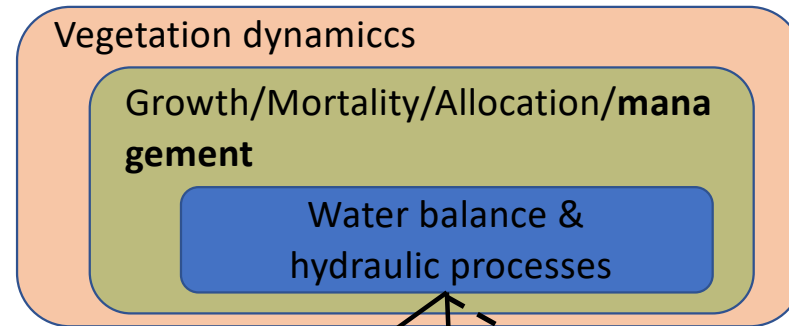 Vegetation dynamiccs
Growth/Mortality/Allocation/mana
gement
Water balance &
hydraulic processes